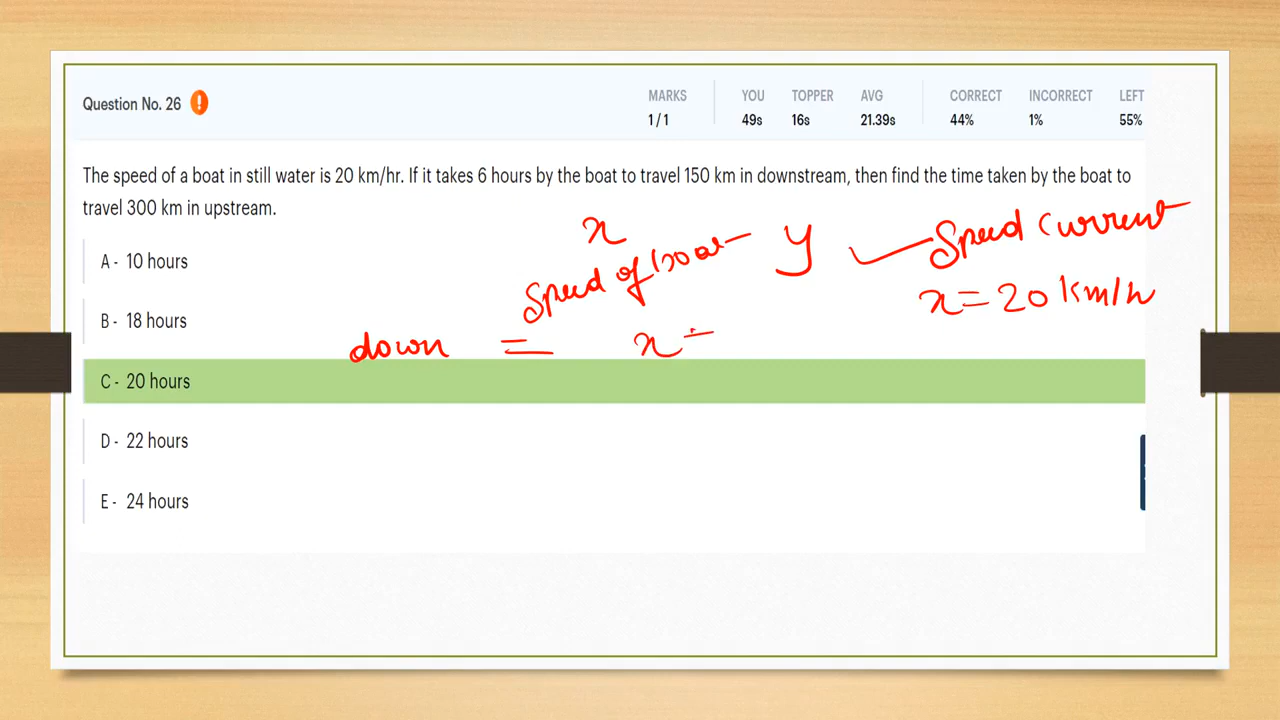 Question No. 26 !
MARKS YOU TOPPER AVG CORRECT INCORRECT LEFT
1 / 1 49s 16s 21.39s 44% 1% 55%
The speed of a boat in still water is 20 km/hr. If it takes 6 hours by the boat to travel 150 km in downstream, then find the time taken by the boat to
travel 300 km in upstream.
x
Speed of boat y Speed current
x = 20 km/h
A - 10 hours
B - 18 hours
down = x
C - 20 hours
D - 22 hours
E - 24 hours